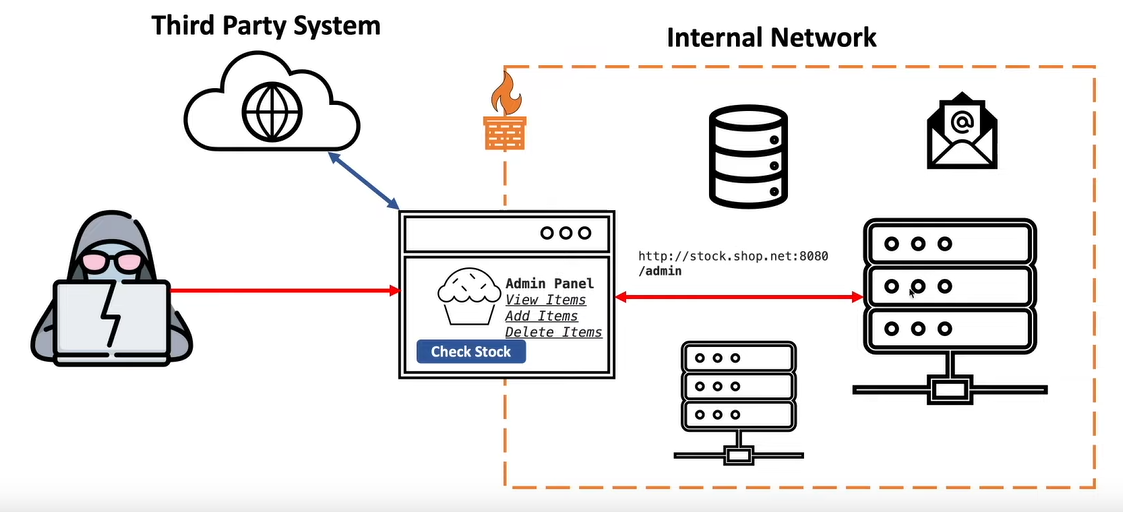 Third Party System
Internal Network
@
http://stock.shop.net:8080
/admin
Admin Panel
View Items
Add Items
Delete Items
Check Stock